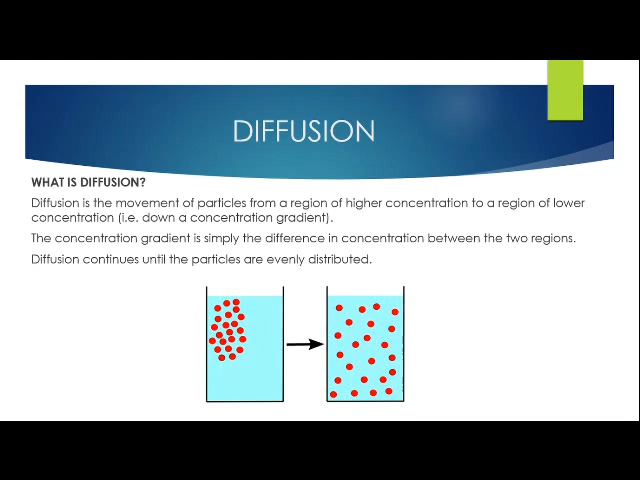 DIFFUSION
WHAT IS DIFFUSION?
Diffusion is the movement of particles from a region of higher concentration to a region of lower
concentration (i.e. down a concentration gradient).
The concentration gradient is simply the difference in concentration between the two regions.
Diffusion continues until the particles are evenly distributed.